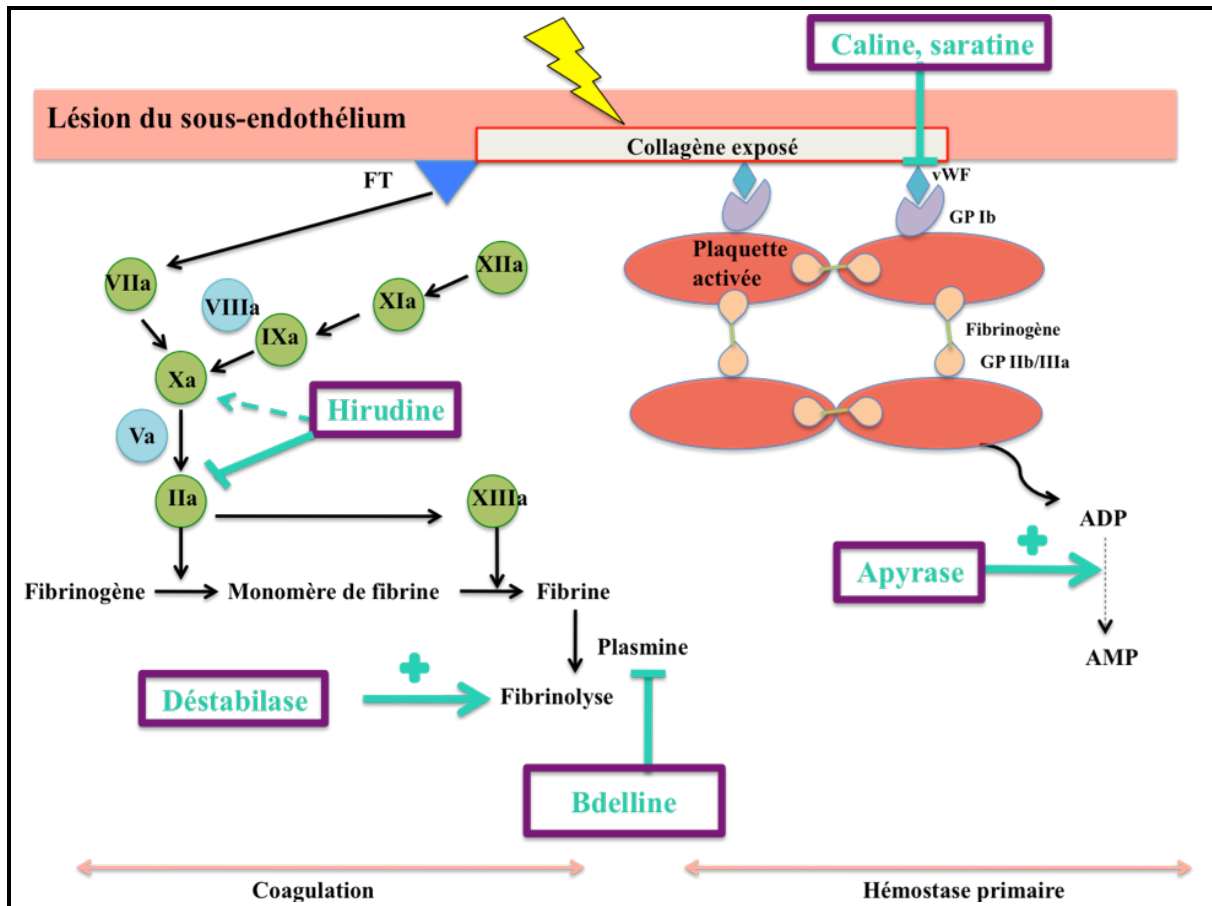 Caline, saratine
Lésion du sous-endothélium
Collagène exposé
FT
vWF
GP Ib
VIIa
VIIIa
IXa
XIa
XIIa
Plaquette
activée
Fibrinogène
GP IIb/IIIa
Xa
Hirudine
Va
IIa
XIIIa
ADP
Apyrase
AMP
Fibrinogène
Monomère de fibrine
Fibrine
Plasmine
Déstabilase
Fibrinolyse
Bdelline
Coagulation
Hémostase primaire